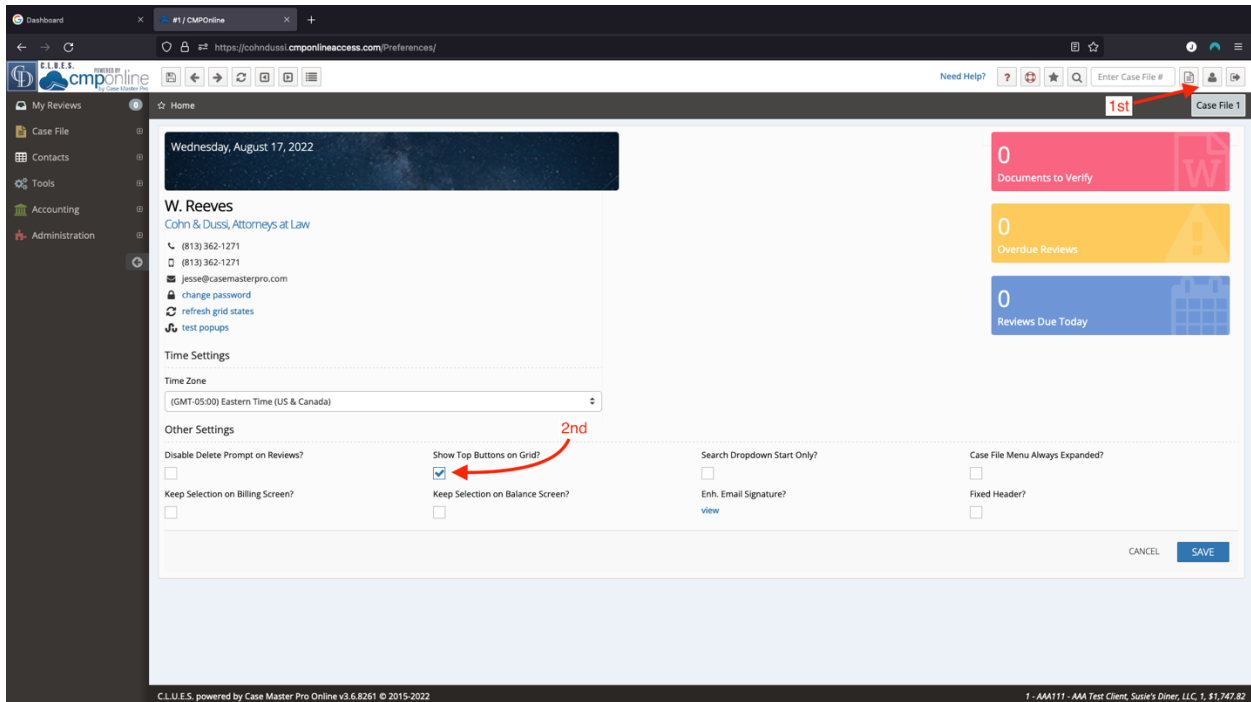 Dashboard
#1 / CMPOnline
https://cohndussi.cmponlineaccess.com/Preferences/
C.L.U.E.S. POWERED BY
cmponline
by Case Master Pro
Need Help?
Enter Case File #
My Reviews 0
Home
1st
Case File 1
Case File
Contacts
Tools
Accounting
Administration
Wednesday, August 17, 2022
W. Reeves
Cohn & Dussi, Attorneys at Law
(813) 362-1271
(813) 362-1271
jesse@casemasterpro.com
change password
refresh grid states
test popups
0
Documents to Verify
W
0
Overdue Reviews
0
Reviews Due Today
Time Settings
Time Zone
(GMT-05:00) Eastern Time (US & Canada)
Other Settings
2nd
Disable Delete Prompt on Reviews? Show Top Buttons on Grid? Search Dropdown Start Only? Case File Menu Always Expanded?
Keep Selection on Billing Screen? Keep Selection on Balance Screen? Enh. Email Signature? Fixed Header?
view
CANCEL SAVE
C.L.U.E.S. powered by Case Master Pro Online v3.6.8261 © 2015-2022
1 - AAA111 - AAA Test Client, Susie's Diner, LLC, 1, $1,747.82